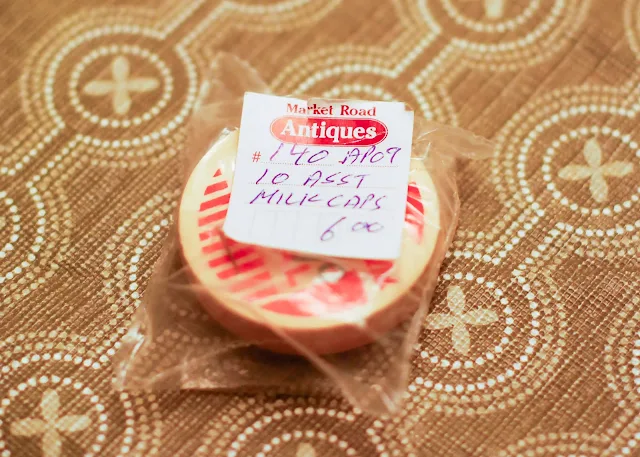 Market Road
Antiques
# 140 AP09
10 ASST
MILK CAPS
6 00